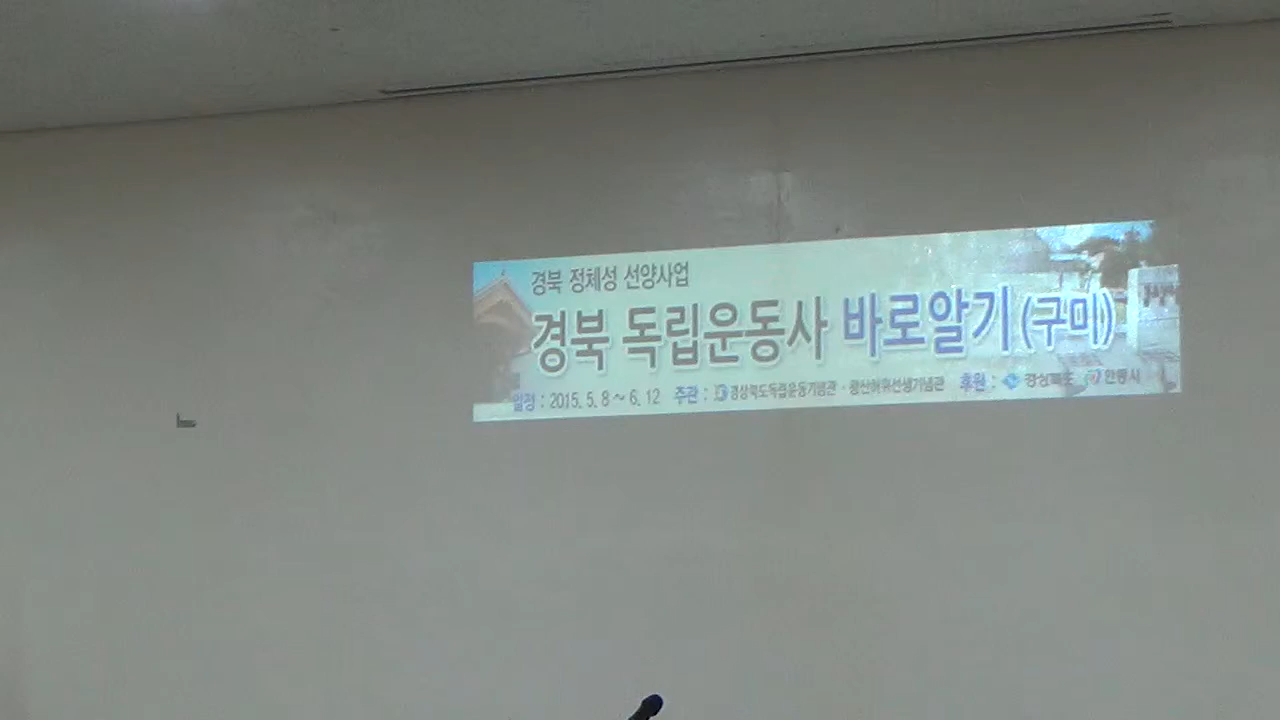 경북 정체성 선양사업
경북 독립운동사 바로알기(구미)
일정 : 2015. 5. 8 ~ 6. 12 주관 : 경상북도독립운동기념관 · 왕산허위선생기념관 후원 : 경상북도 안동시